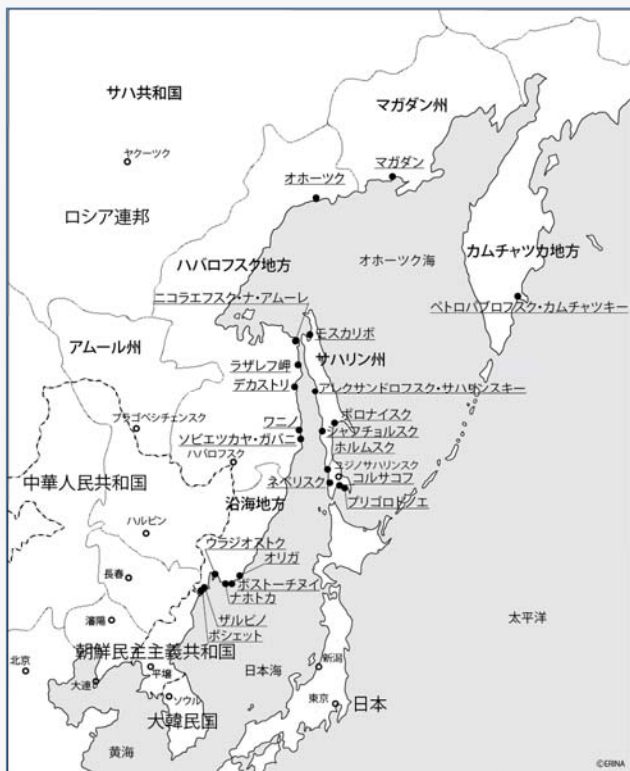 サハ共和国
マガダン州
ヤクーツク
マガダン
オホーツク
ロシア連邦
ハバロフスク地方
オホーツク海
カムチャツカ地方
ニコラエフスク・ナ・アムーレ
ペトロパブロフスク・カムチャツキー
アムール州
モスカリボ
サハリン州
ラザレフ岬
デカストリ
アレクサンドロフスク・サハリンスキー
ブラゴベシチェンスク
ポロナイスク
ワニノ
シャフチョルスク
ソビエツカヤ・ガバニ
ホルムスク
ハバロフスク
ユジノサハリンスク
中華人民共和国
ネベリスク
コルサコフ
沿海地方
プリゴロドノエ
ハルビン
ウラジオストク
オリガ
長春
ボストーチヌイ
ナホトカ
瀋陽
ザルビノ
太平洋
ポシェット
朝鮮民主主義共和国
北京
平壌
日本海
新潟
大連
ソウル
東京
日本
大韓民国
黄海
©ERINA